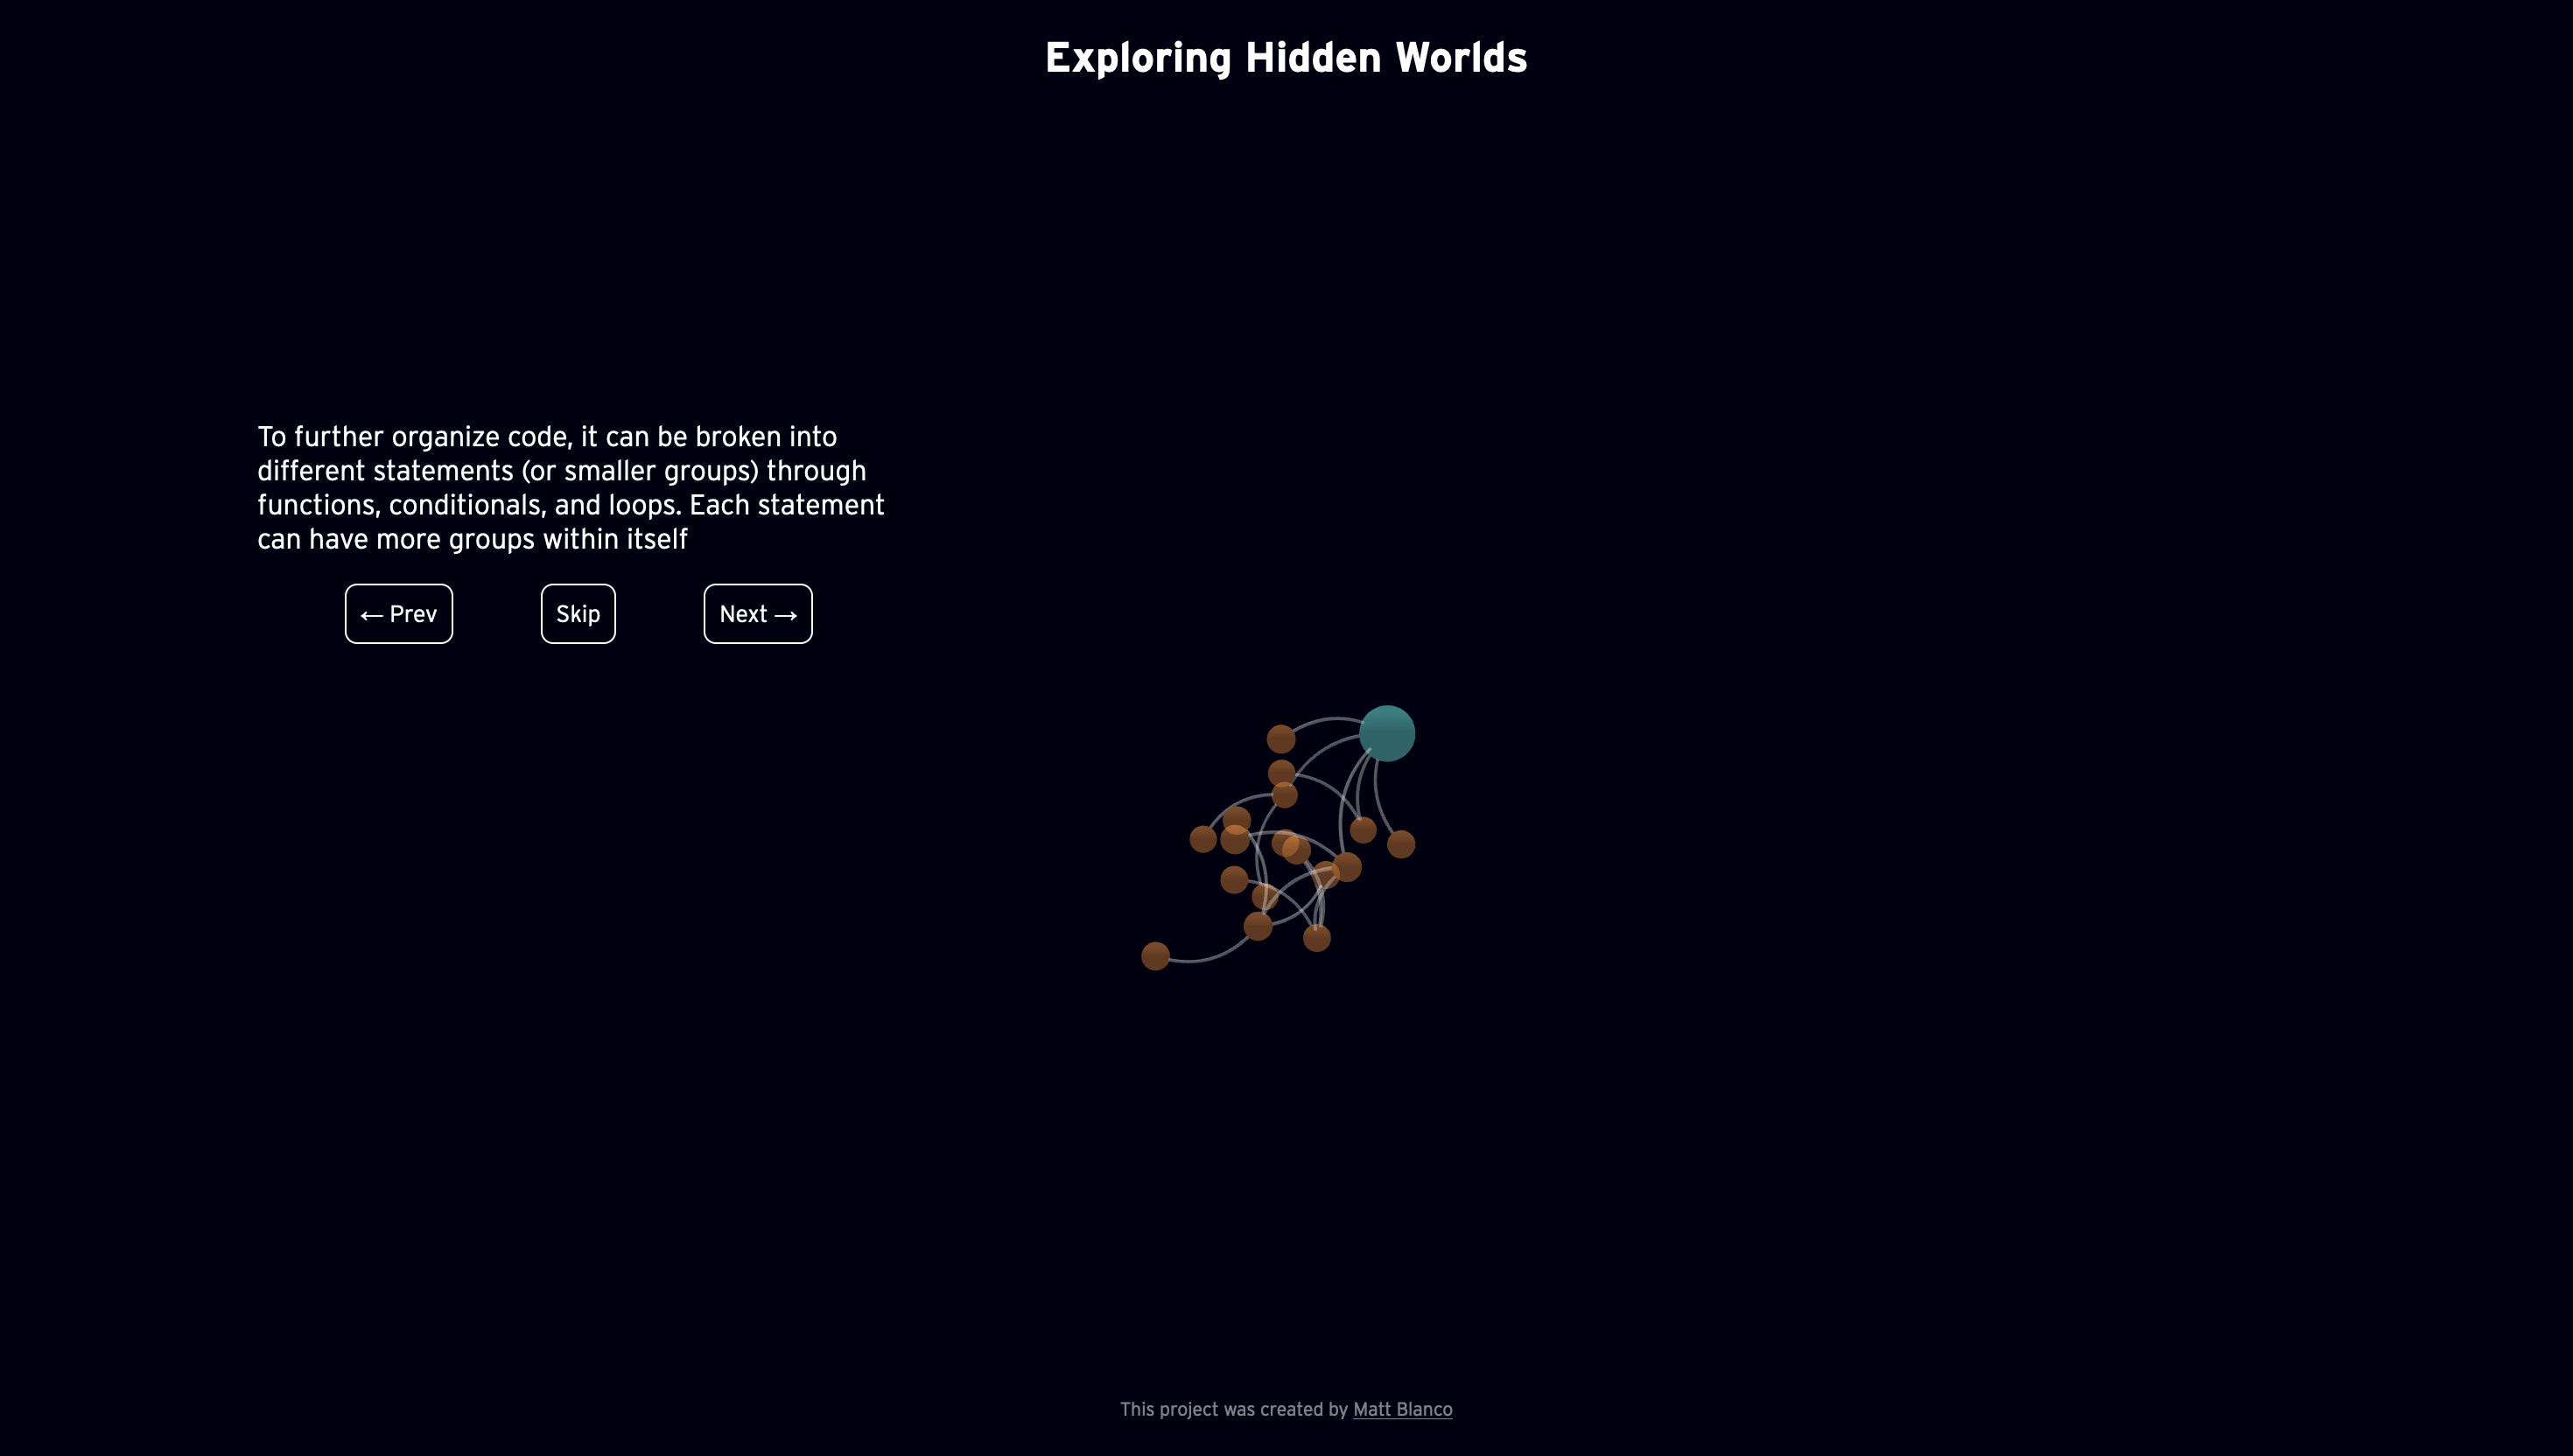 Exploring Hidden Worlds
To further organize code, it can be broken into
different statements (or smaller groups) through
functions, conditionals, and loops. Each statement
can have more groups within itself
← Prev
Skip
Next →
This project was created by Matt Blanco